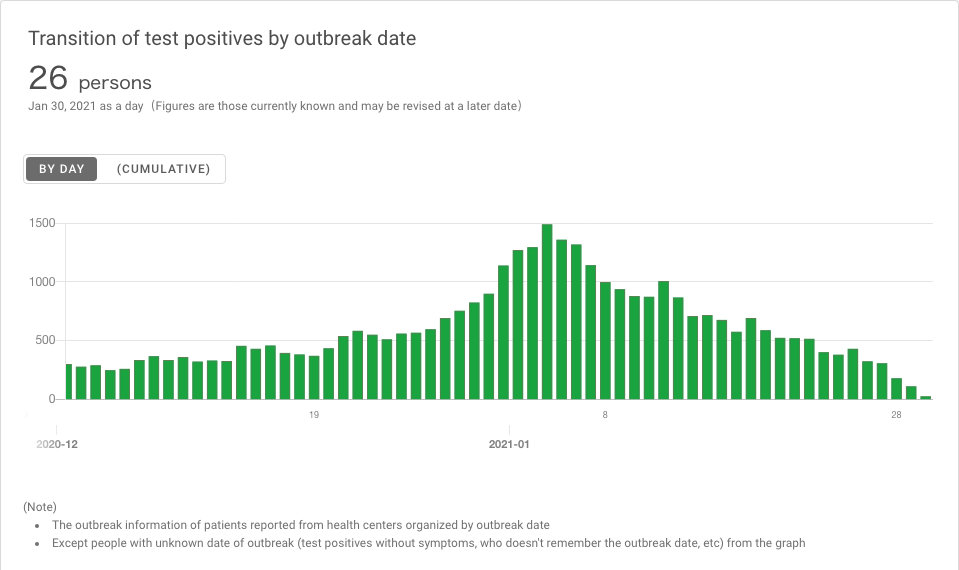 Transition of test positives by outbreak date
26 persons
Jan 30, 2021 as a day（Figures are those currently known and may be revised at a later date）
BY DAY (CUMULATIVE)
1500
1000
500
0
19 8 28
2020-12 2021-01
(Note)
• The outbreak information of patients reported from health centers organized by outbreak date
• Except people with unknown date of outbreak (test positives without symptoms, who doesn't remember the outbreak date, etc) from the graph